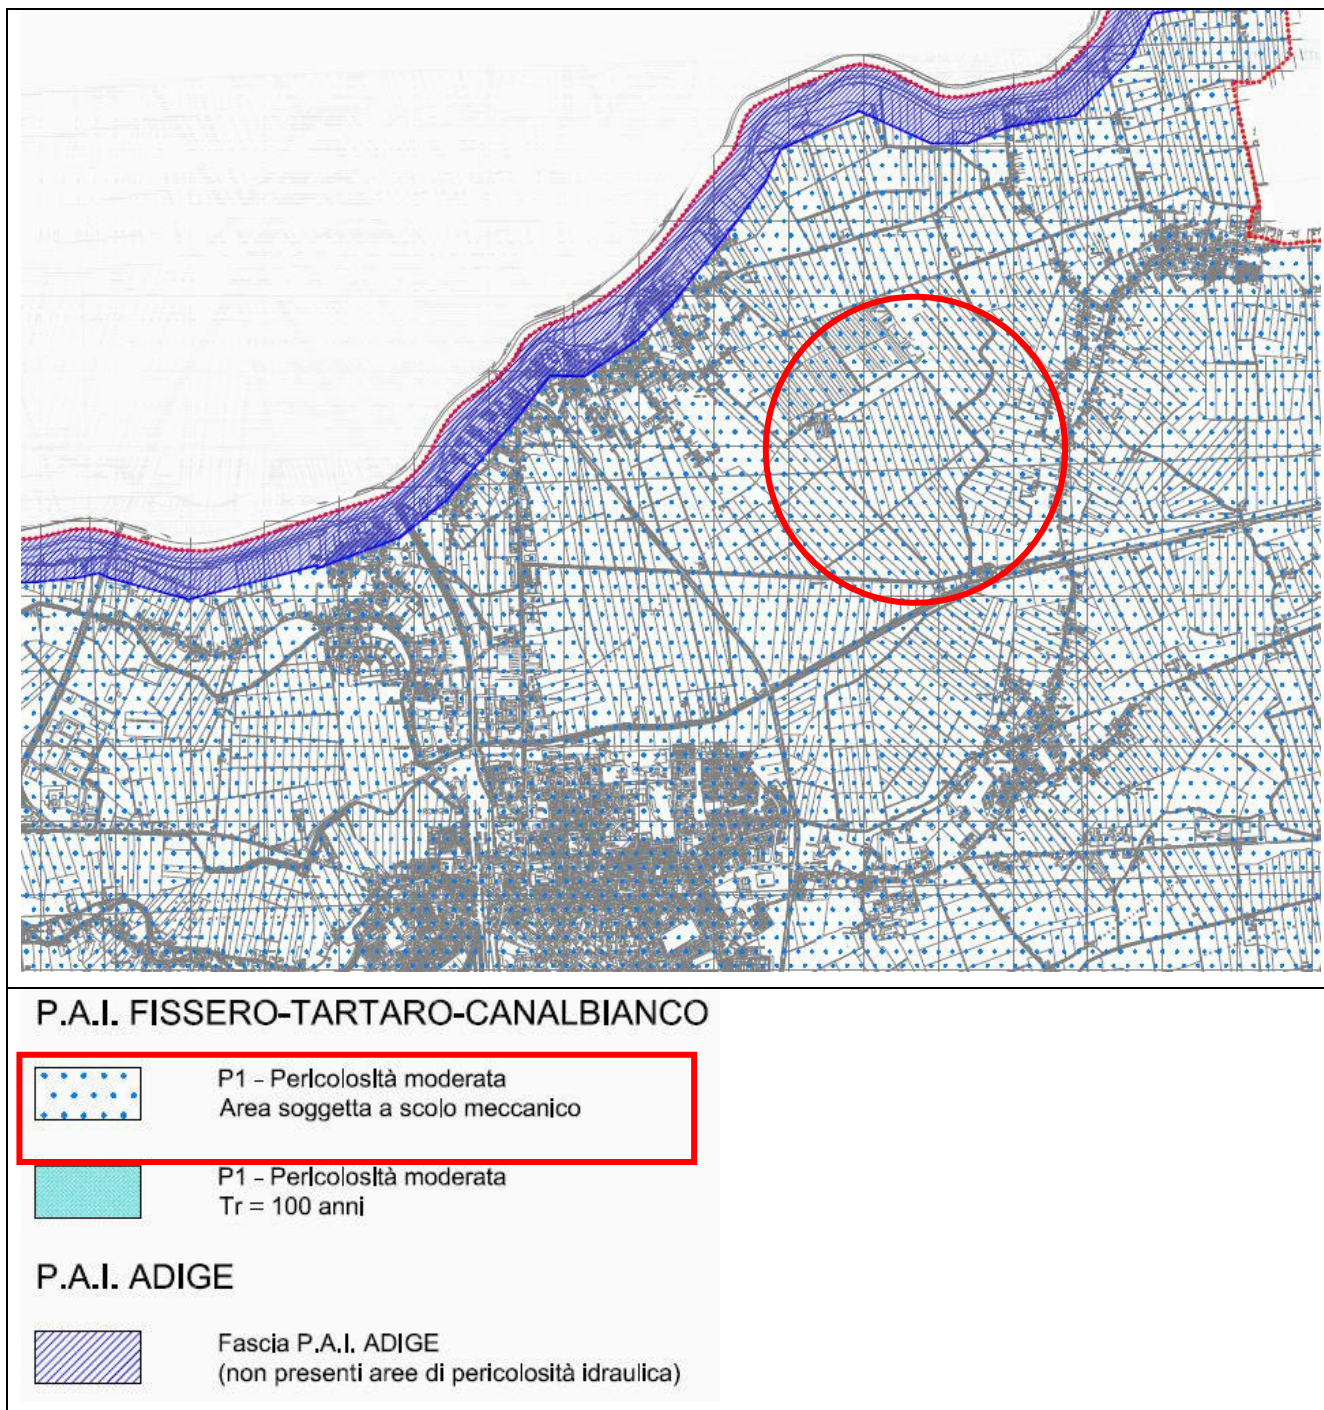 P.A.I. FISSERO-TARTARO-CANALBIANCO
P1 - Pericolosità moderata
Area soggetta a scolo meccanico
P1 - Pericolosità moderata
Tr = 100 anni
P.A.I. ADIGE
Fascia P.A.I. ADIGE
(non presenti aree di pericolosità idraulica)